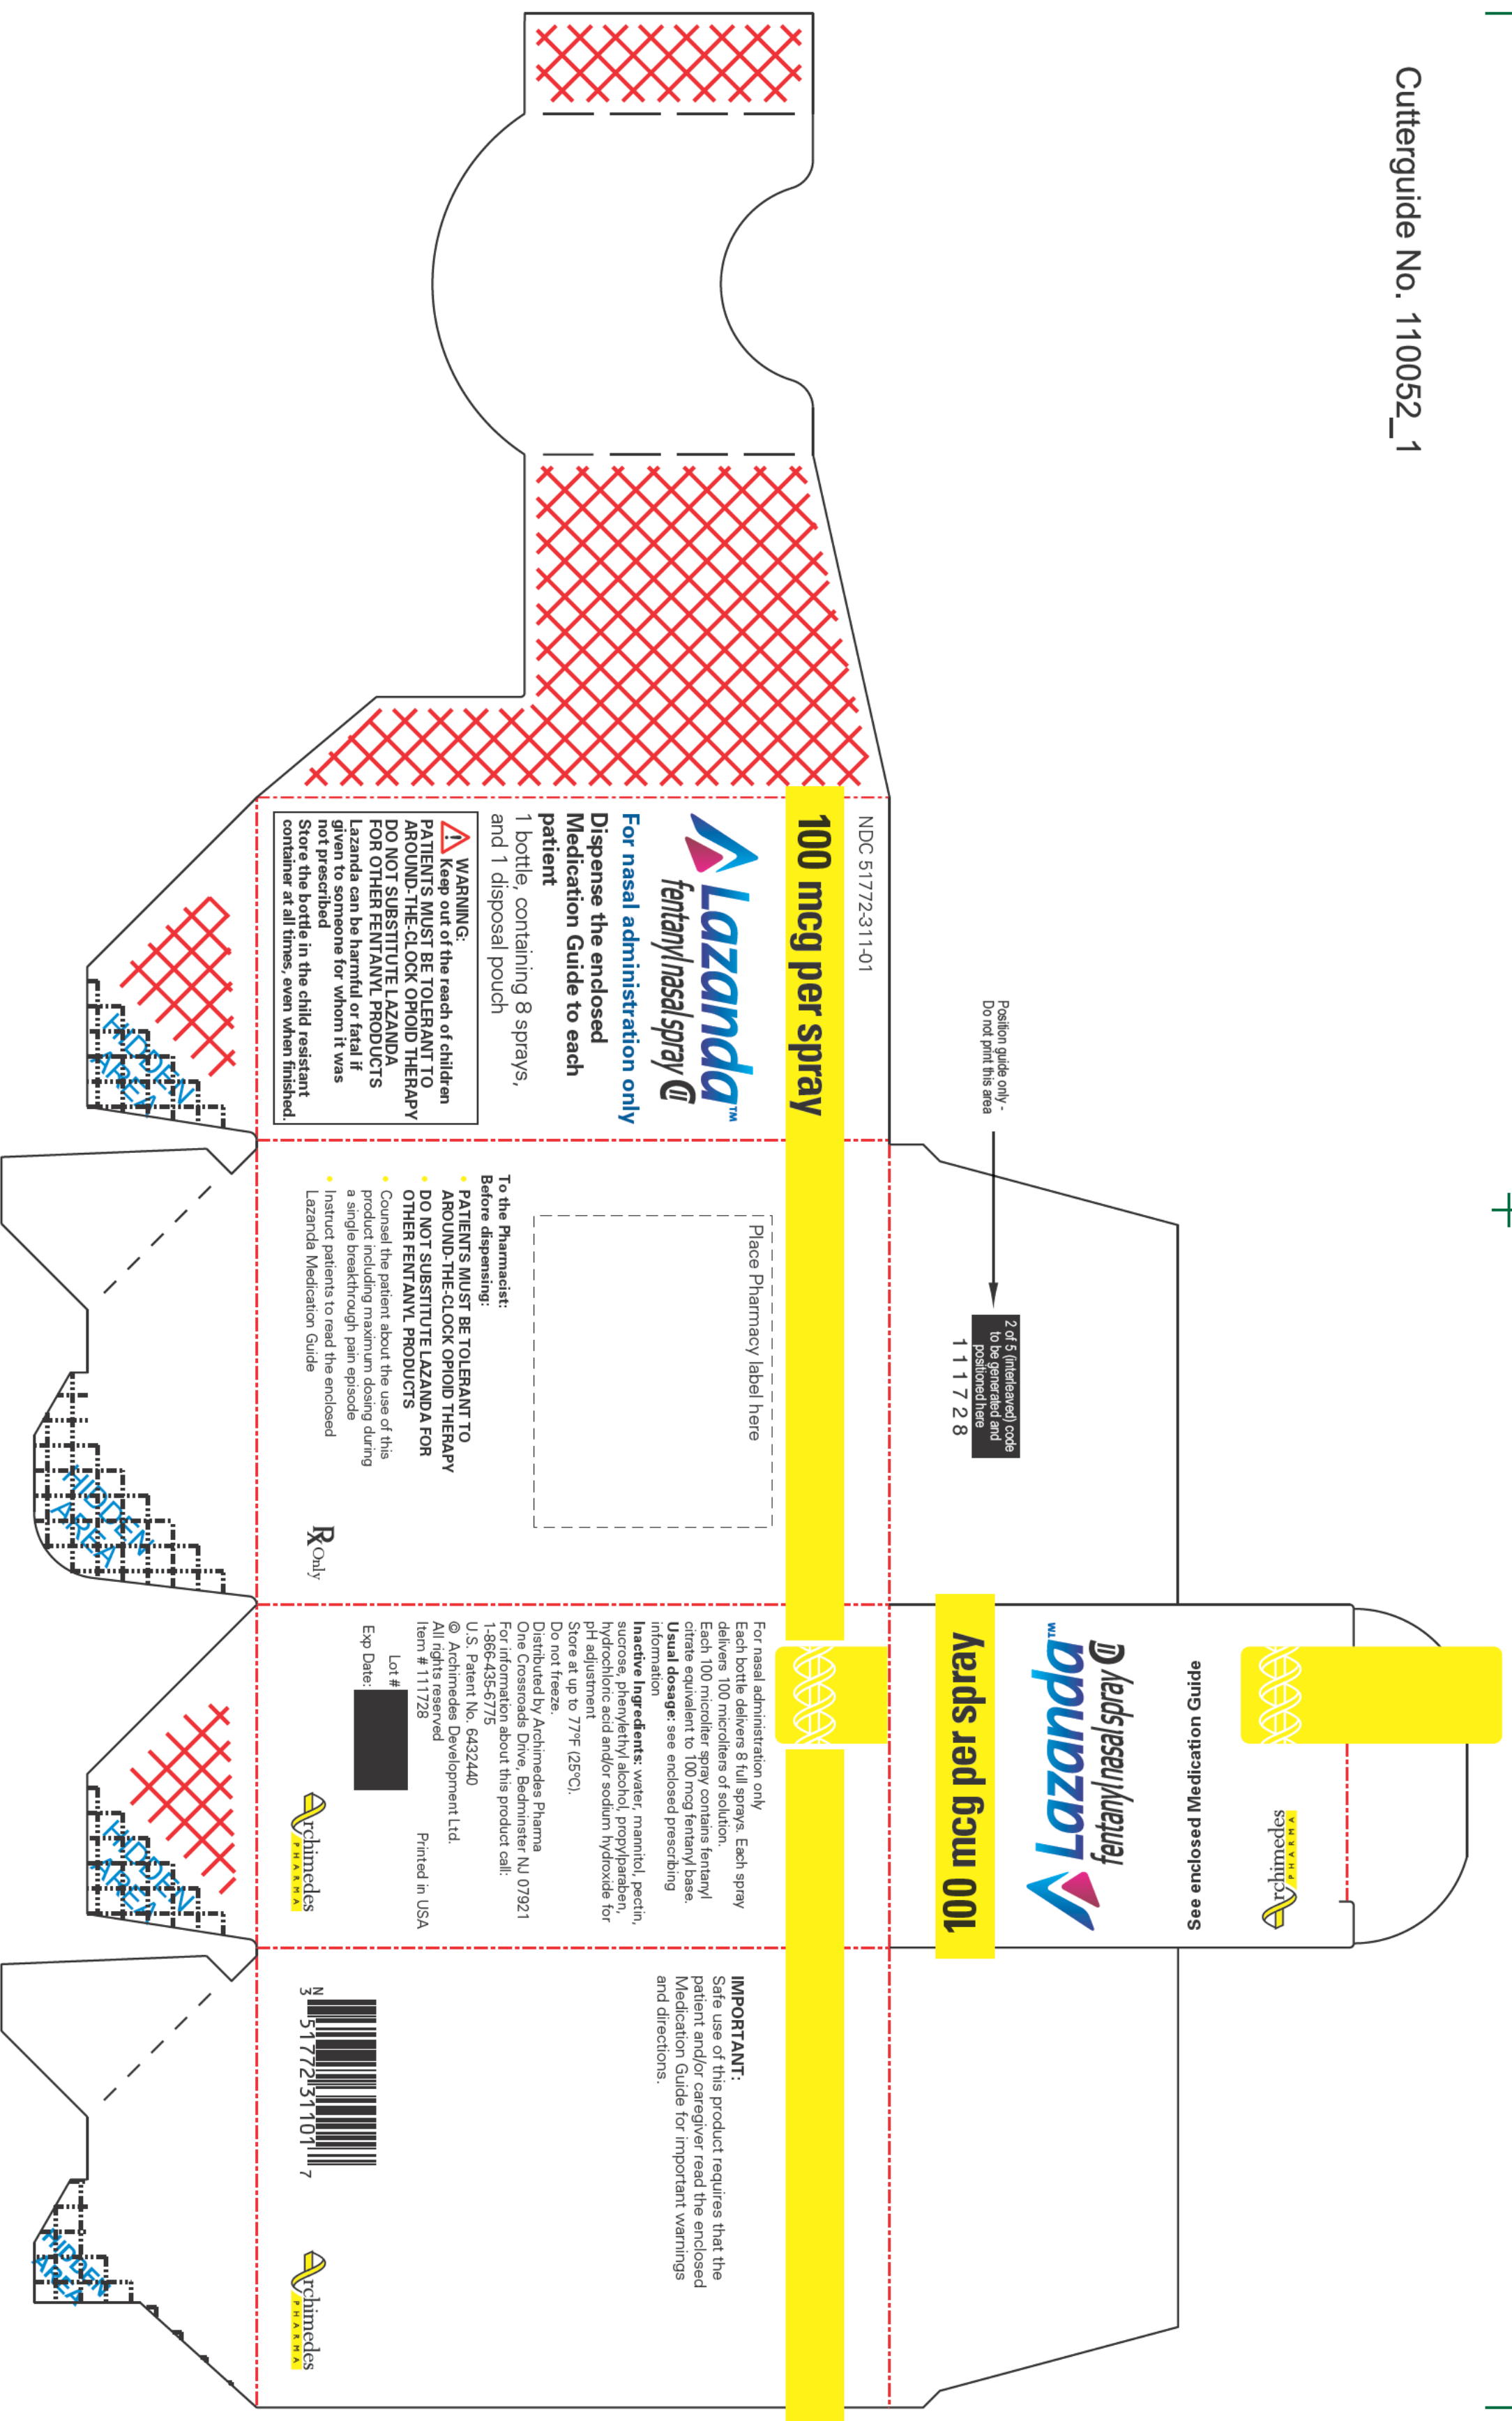 Cutterguide No. 110052_1
NDC 51772-311-01
100 mcg per spray
Lazanda™
fentanyl nasal spray CII
For nasal administration only
Dispense the enclosed
Medication Guide to each
patient
1 bottle, containing 8 sprays,
and 1 disposal pouch
WARNING:
Keep out of the reach of children
PATIENTS MUST BE TOLERANT TO
AROUND-THE-CLOCK OPIOID THERAPY
DO NOT SUBSTITUTE LAZANDA
FOR OTHER FENTANYL PRODUCTS
Lazanda can be harmful or fatal if
given to someone for whom it was
not prescribed
Store the bottle in the child resistant
container at all times, even when finished.
HIDDEN
AREA
Position guide only -
Do not print this area
2 of 5 (interleaved) code
to be generated and
positioned here
111728
Place Pharmacy label here
To the Pharmacist:
Before dispensing:
• PATIENTS MUST BE TOLERANT TO
AROUND-THE-CLOCK OPIOID THERAPY
• DO NOT SUBSTITUTE LAZANDA FOR
OTHER FENTANYL PRODUCTS
• Counsel the patient about the use of this
product including maximum dosing during
a single breakthrough pain episode
• Instruct patients to read the enclosed
Lazanda Medication Guide
Rx Only
HIDDEN
AREA
Archimedes
PHARMA
See enclosed Medication Guide
Lazanda™
fentanyl nasal spray CII
100 mcg per spray
For nasal administration only
Each bottle delivers 8 full sprays. Each spray
delivers 100 microliters of solution.
Each 100 microliter spray contains fentanyl
citrate equivalent to 100 mcg fentanyl base.
Usual dosage: see enclosed prescribing
information
Inactive Ingredients: water, mannitol, pectin,
sucrose, phenylethyl alcohol, propylparaben,
hydrochloric acid and/or sodium hydroxide for
pH adjustment
Store at up to 77°F (25°C).
Do not freeze.
Distributed by Archimedes Pharma
One Crossroads Drive, Bedminster NJ 07921
For information about this product call:
1-866-435-6775
U.S. Patent No. 6432440
© Archimedes Development Ltd.
All rights reserved
Item # 111728 Printed in USA
Lot #
Exp Date:
Archimedes
PHARMA
HIDDEN
AREA
IMPORTANT:
Safe use of this product requires that the
patient and/or caregiver read the enclosed
Medication Guide for important warnings
and directions.
N
3 51772 31101 7
Archimedes
PHARMA
HIDDEN
AREA